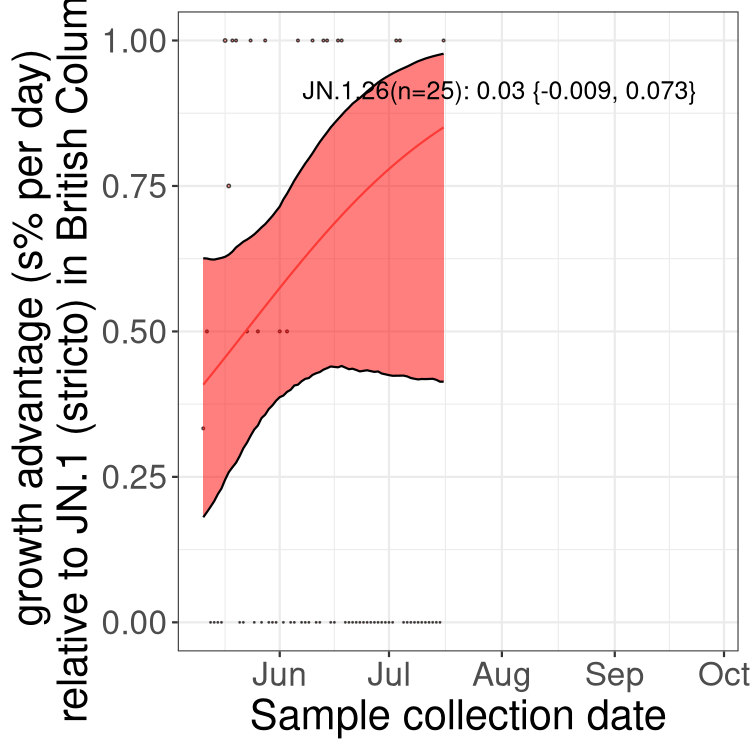 growth advantage (s% per day)
relative to JN.1 (stricto) in British Colum
1.00
0.75
0.50
0.25
0.00
JN.1.26(n=25): 0.03 {-0.009, 0.073}
Jun Jul Aug Sep Oct
Sample collection date